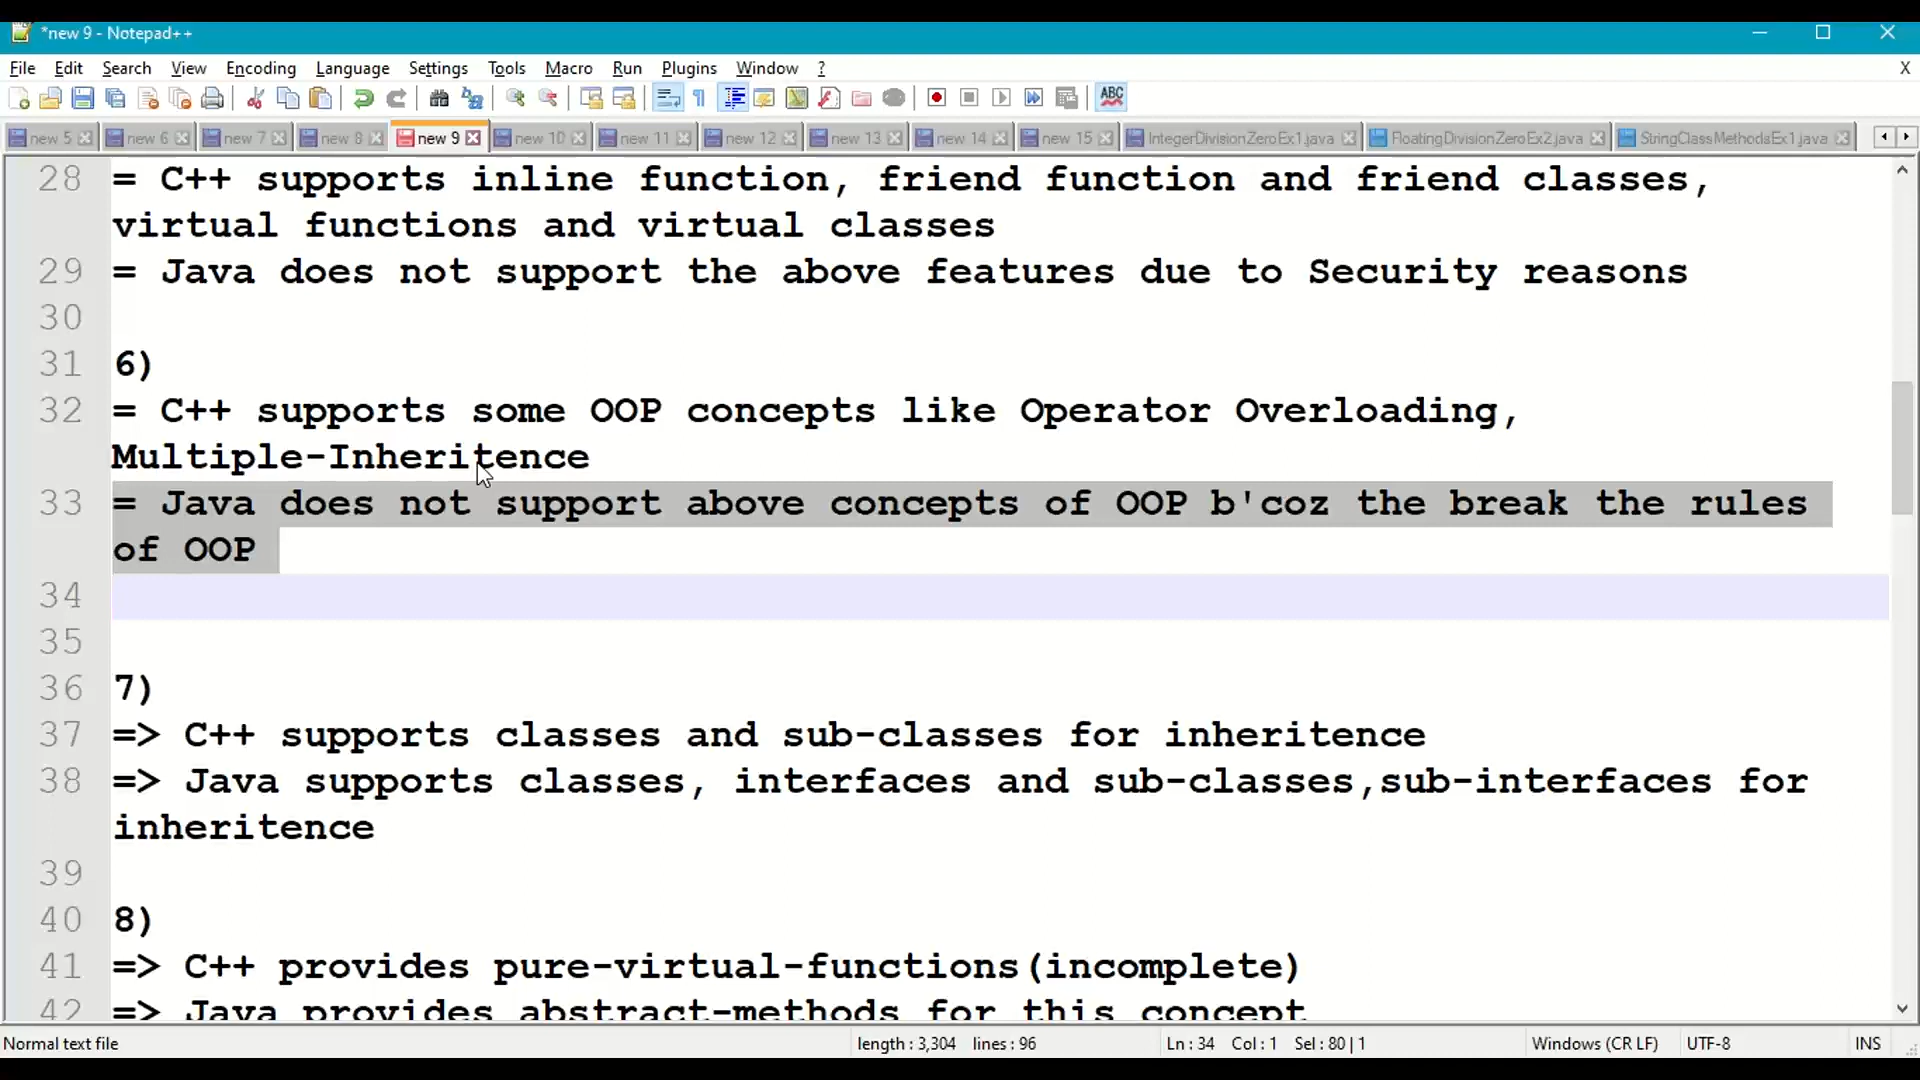 *new 9 - Notepad++
File Edit Search View Encoding Language Settings Tools Macro Run Plugins Window ? X
new 5 new 6 new 7 new 8 new 9 new 10 new 11 new 12 new 13 new 14 new 15 IntegerDivisionZeroEx1.java FloatingDivisionZeroEx2.java StringClassMethodsEx1.java
28 = C++ supports inline function, friend function and friend classes,
virtual functions and virtual classes
29 = Java does not support the above features due to Security reasons
30
31 6)
32 = C++ supports some OOP concepts like Operator Overloading,
Multiple-Inheritence
33 = Java does not support above concepts of OOP b'coz the break the rules
of OOP
34
35
36 7)
37 => C++ supports classes and sub-classes for inheritence
38 => Java supports classes, interfaces and sub-classes,sub-interfaces for
inheritence
39
40 8)
41 => C++ provides pure-virtual-functions(incomplete)
42 => Java provides abstract-methods for this concept
Normal text file length : 3,304 lines : 96 Ln : 34 Col : 1 Sel : 80 | 1 Windows (CR LF) UTF-8 INS